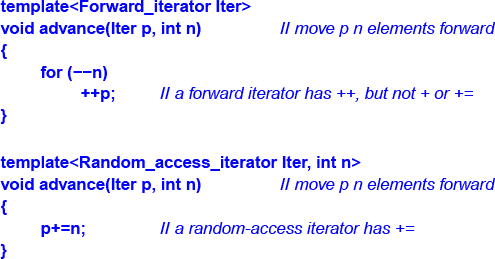 template<Forward_iterator Iter>
void advance(Iter p, int n) // move p n elements forward
{
for (−−n)
++p; // a forward iterator has ++, but not + or +=
}
template<Random_access_iterator Iter, int n>
void advance(Iter p, int n) // move p n elements forward
{
p+=n; // a random-access iterator has +=
}